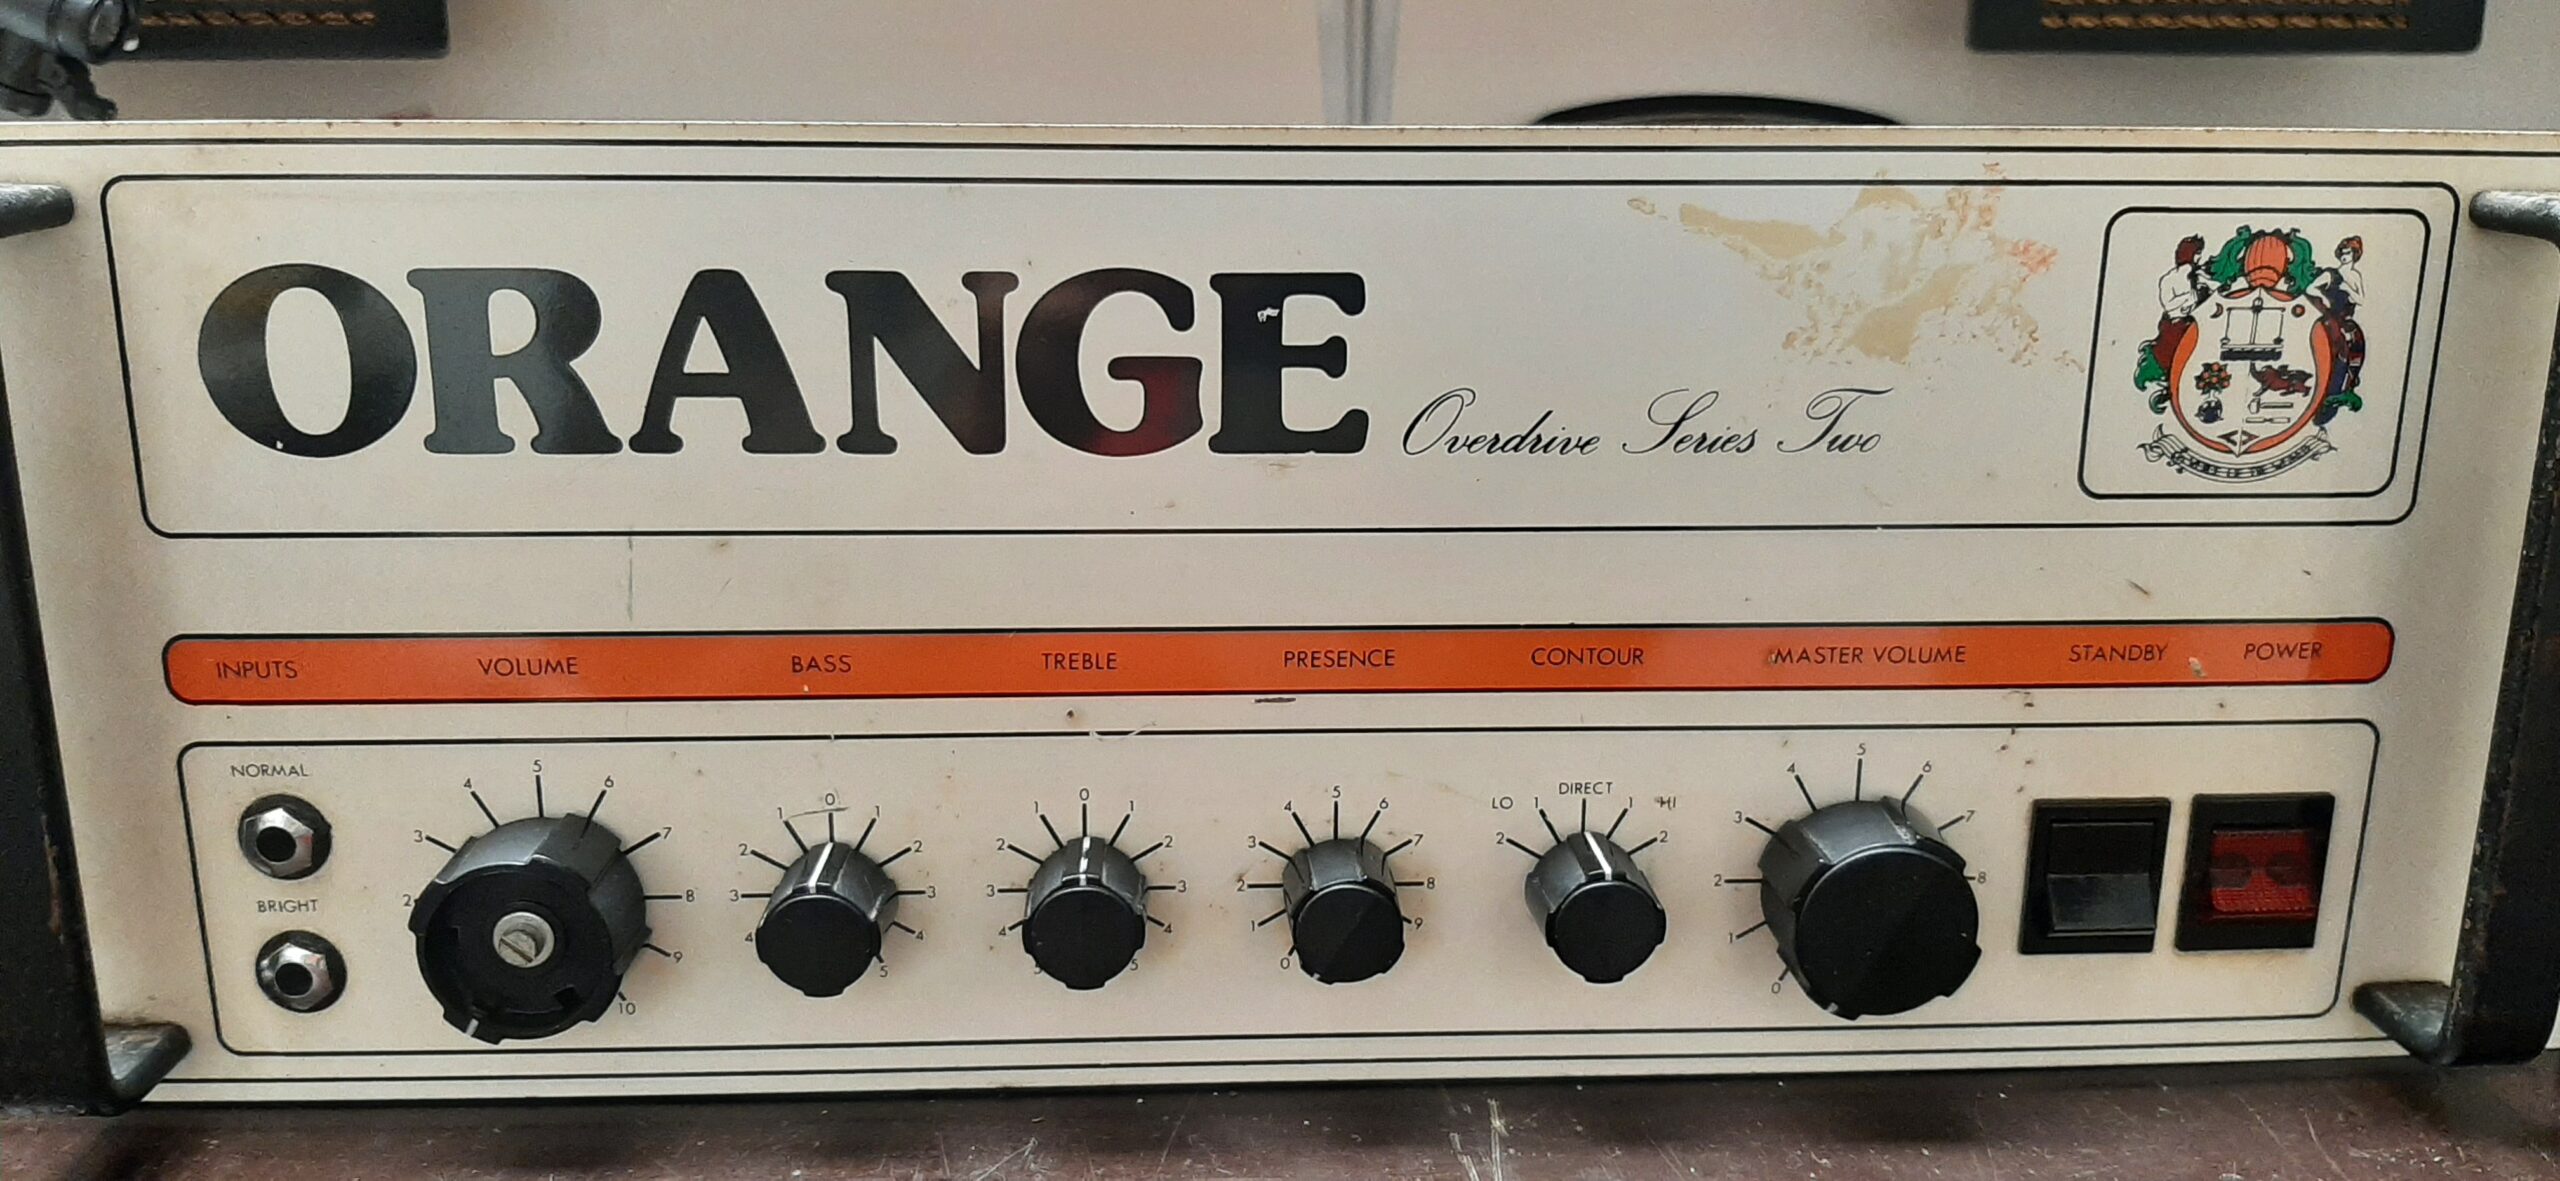 ORANGE Overdrive Series Two
INPUTS VOLUME BASS TREBLE PRESENCE CONTOUR MASTER VOLUME STANDBY POWER
NORMAL
BRIGHT
2 3 4 5 6 7 8 9 10
4 3 2 1 0 1 2 3 4 5
5 4 3 2 1 0 1 2 3 4 5
0 1 2 3 4 5 6 7 8 9
LO DIRECT HI
2 1 1 2
0 1 2 3 4 5 6 7 8